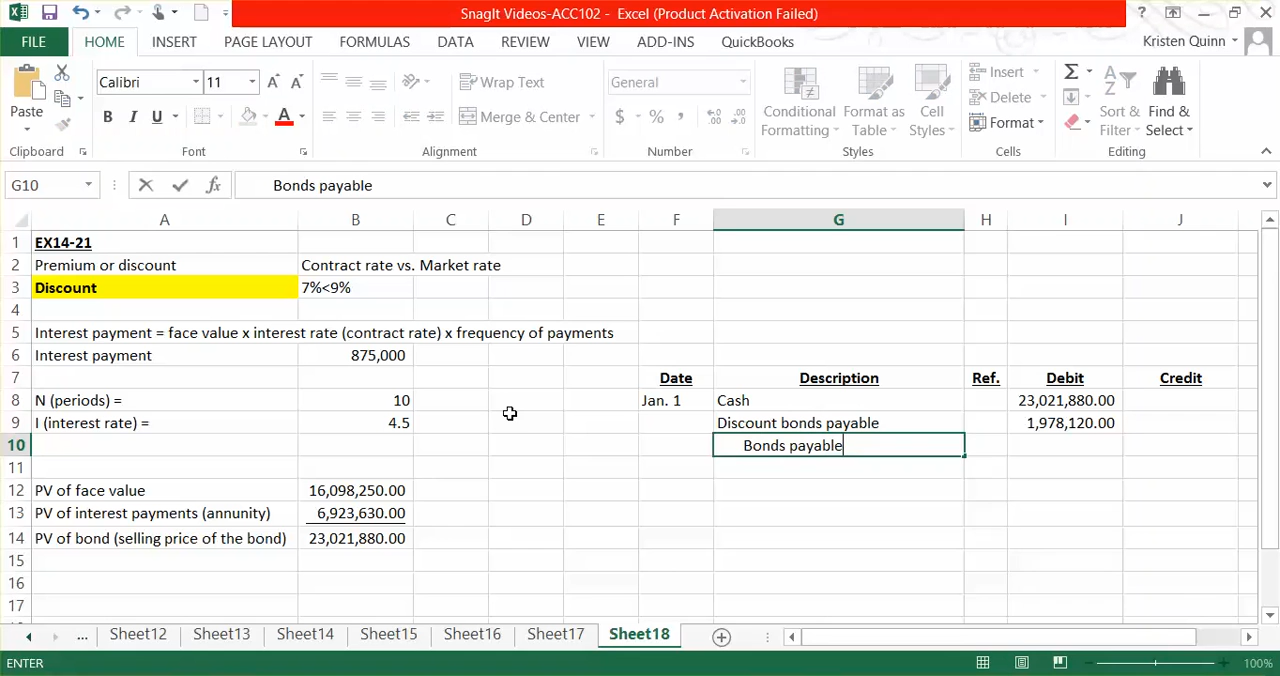 SnagIt Videos-ACC102 - Excel (Product Activation Failed)
?
FILE HOME INSERT PAGE LAYOUT FORMULAS DATA REVIEW VIEW ADD-INS QuickBooks Kristen Quinn
Paste Calibri 11 A A Wrap Text General Conditional Formatting Format as Table Cell Styles Insert Σ Sort & Filter Find & Select
B I U A Merge & Center $ % , .00 Delete
Format
Clipboard Font Alignment Number Styles Cells Editing
G10 fx Bonds payable
A B C D E F G H I J
1 EX14-21
2 Premium or discount Contract rate vs. Market rate
3 Discount 7%<9%
4
5 Interest payment = face value x interest rate (contract rate) x frequency of payments
6 Interest payment 875,000
7 Date Description Ref. Debit Credit
8 N (periods) = 10 Jan. 1 Cash 23,021,880.00
9 I (interest rate) = 4.5 Discount bonds payable 1,978,120.00
10 Bonds payable
11
12 PV of face value 16,098,250.00
13 PV of interest payments (annunity) 6,923,630.00
14 PV of bond (selling price of the bond) 23,021,880.00
15
16
17
... Sheet12 Sheet13 Sheet14 Sheet15 Sheet16 Sheet17 Sheet18
ENTER 100%